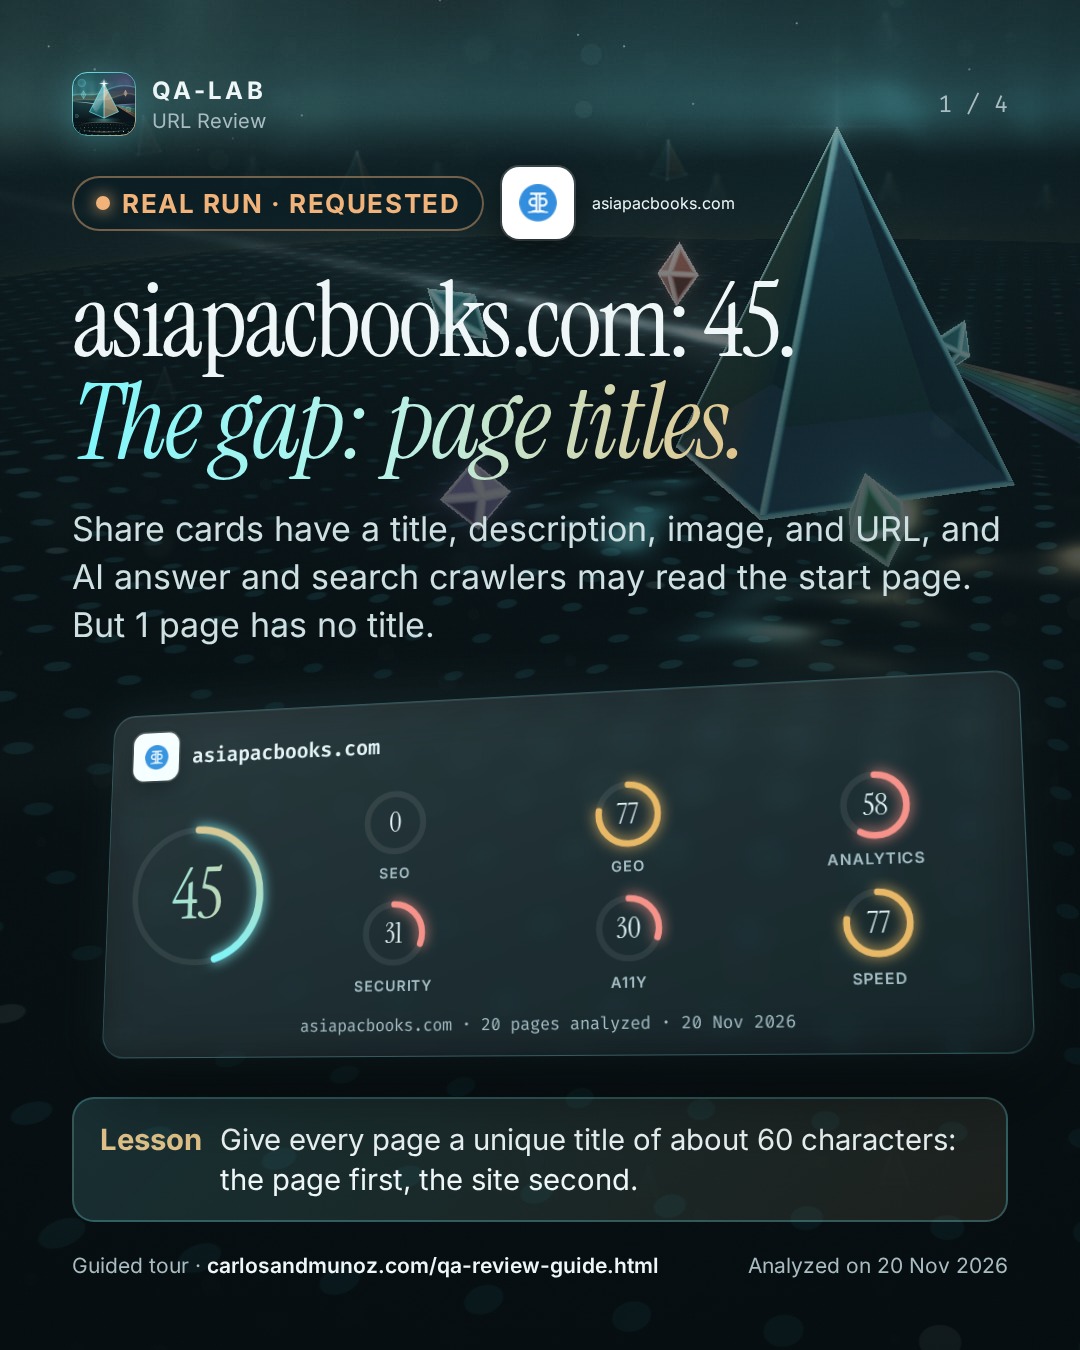 QA-LAB
URL Review
1 / 4
REAL RUN · REQUESTED
asiapacbooks.com
asiapacbooks.com: 45.
The gap: page titles.
Share cards have a title, description, image, and URL, and
AI answer and search crawlers may read the start page.
But 1 page has no title.
asiapacbooks.com
45
0
SEO
77
GEO
58
ANALYTICS
31
SECURITY
30
A11Y
77
SPEED
asiapacbooks.com · 20 pages analyzed · 20 Nov 2026
Lesson Give every page a unique title of about 60 characters:
the page first, the site second.
Guided tour · carlosandmunoz.com/qa-review-guide.html
Analyzed on 20 Nov 2026